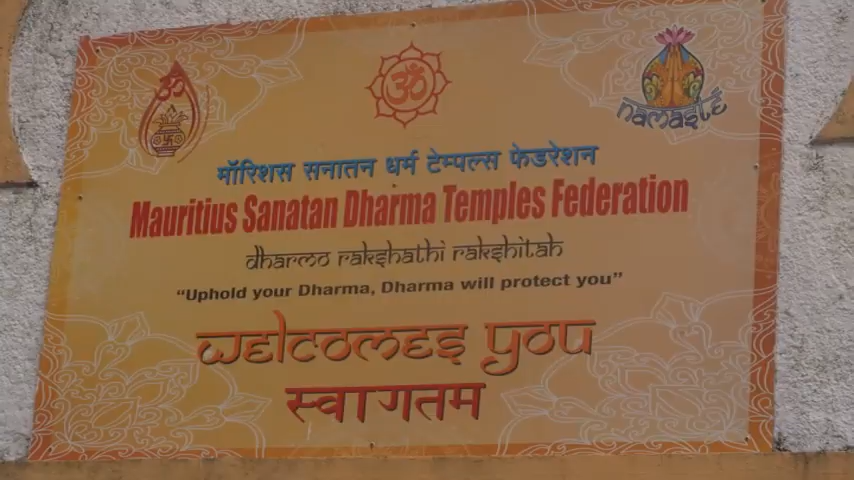 ॐ
ॐ
namaste
मॉरिशस सनातन धर्म टेम्पल्स फेडरेशन
Mauritius Sanatan Dharma Temples Federation
dharmo rakshathi rakshitah
“Uphold your Dharma, Dharma will protect you”
welcomes you
स्वागतम